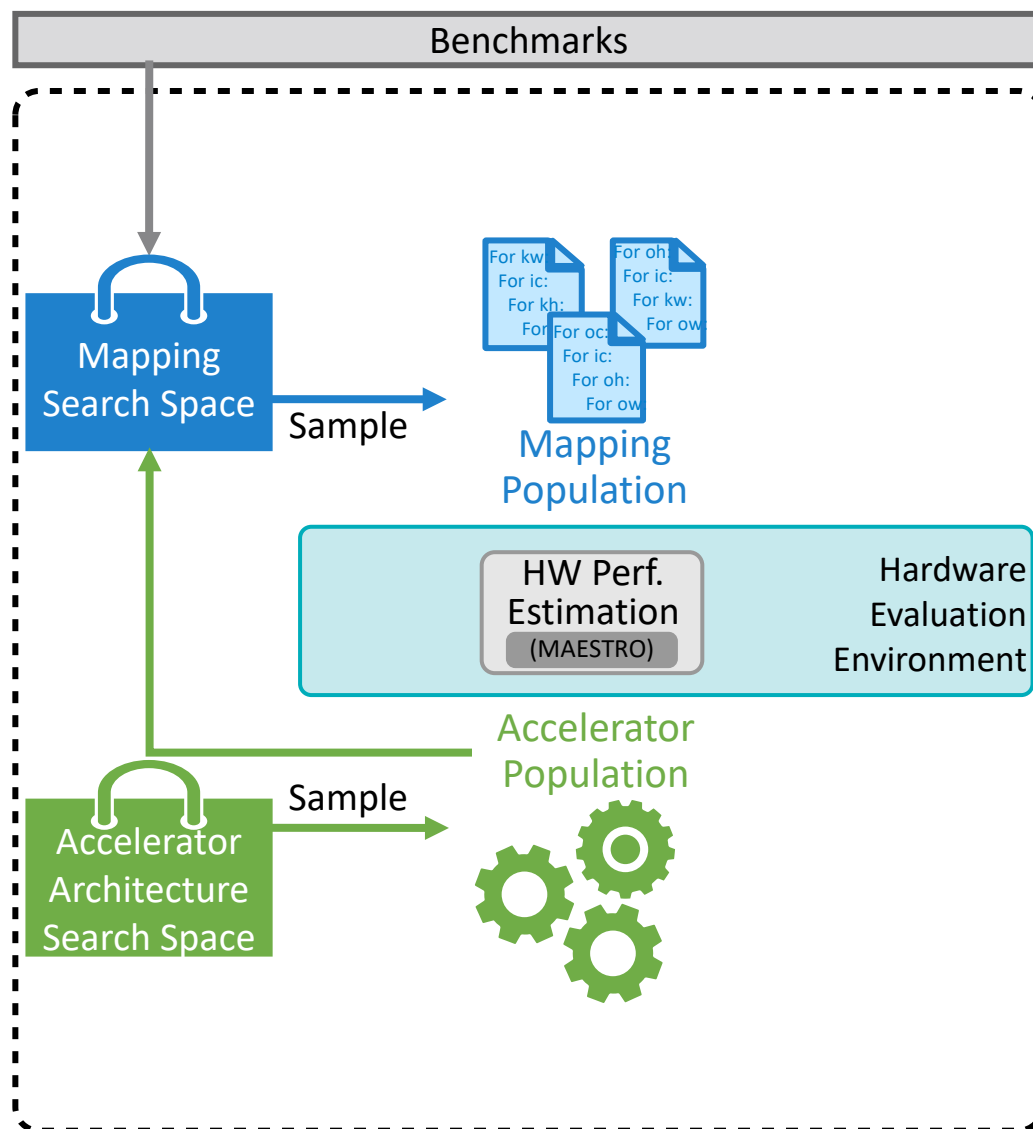 Benchmarks
Mapping
Search Space
Sample
For kw:
For ic:
For kh:
For
For oh:
For ic:
For kw:
For ow:
For oc:
For ic:
For oh:
For ow:
Mapping
Population
HW Perf.
Estimation
(MAESTRO)
Hardware
Evaluation
Environment
Accelerator
Population
Sample
Accelerator
Architecture
Search Space